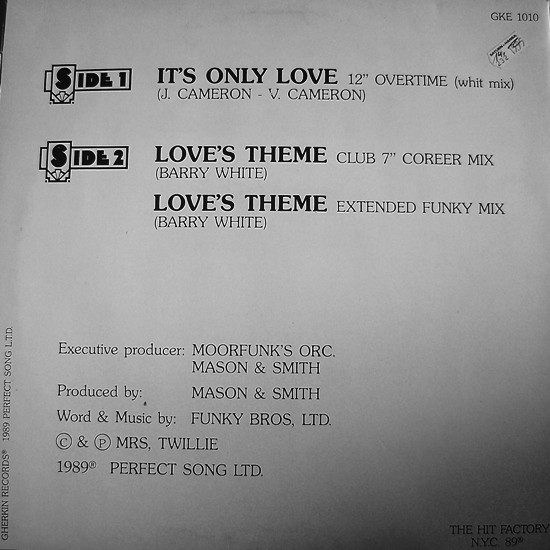 GKE 1010
SIDE 1 IT'S ONLY LOVE 12" OVERTIME (whit mix)
(J. CAMERON - V. CAMERON)
SIDE 2 LOVE'S THEME CLUB 7" COREER MIX
(BARRY WHITE)
LOVE'S THEME EXTENDED FUNKY MIX
(BARRY WHITE)
Executive producer: MOORFUNK'S ORC.
MASON & SMITH
Produced by: MASON & SMITH
Word & Music by: FUNKY BROS, LTD.
© & ℗ MRS, TWILLIE
1989® PERFECT SONG LTD.
GHERKIN RECORDS® 1989 PERFECT SONG L.T.D.
THE HIT FACTORY
N.Y.C. 89®